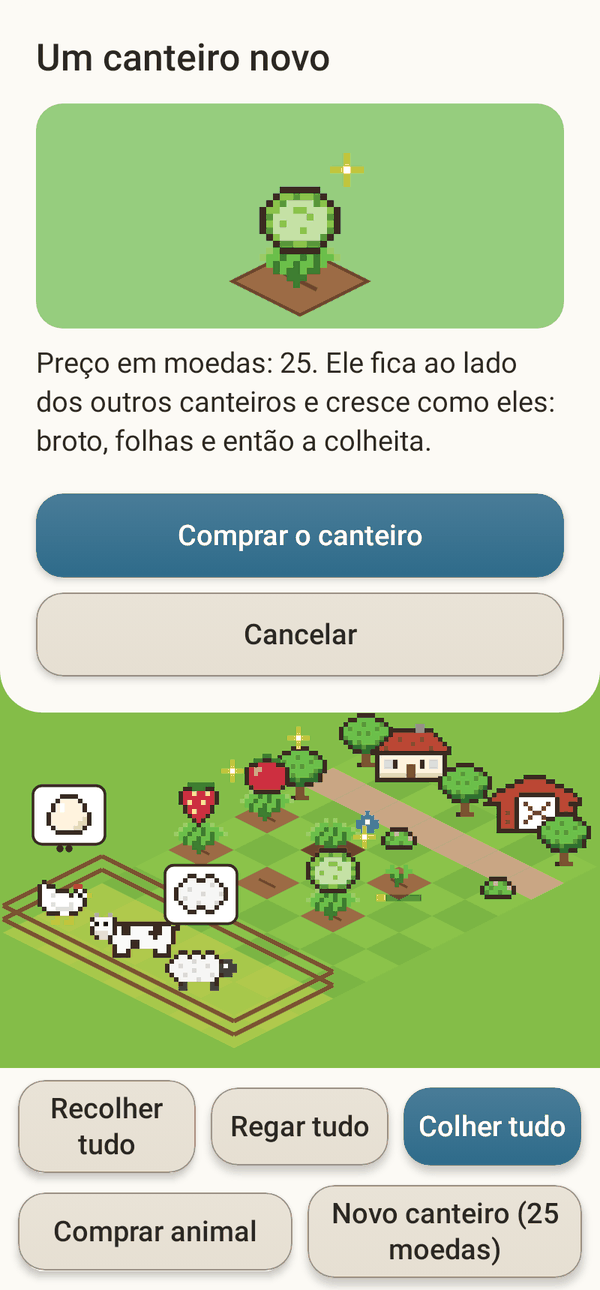 Um canteiro novo
Preço em moedas: 25. Ele fica ao lado
dos outros canteiros e cresce como eles:
broto, folhas e então a colheita.
Comprar o canteiro
Cancelar
Recolher
tudo
Regar tudo
Colher tudo
Comprar animal
Novo canteiro (25
moedas)